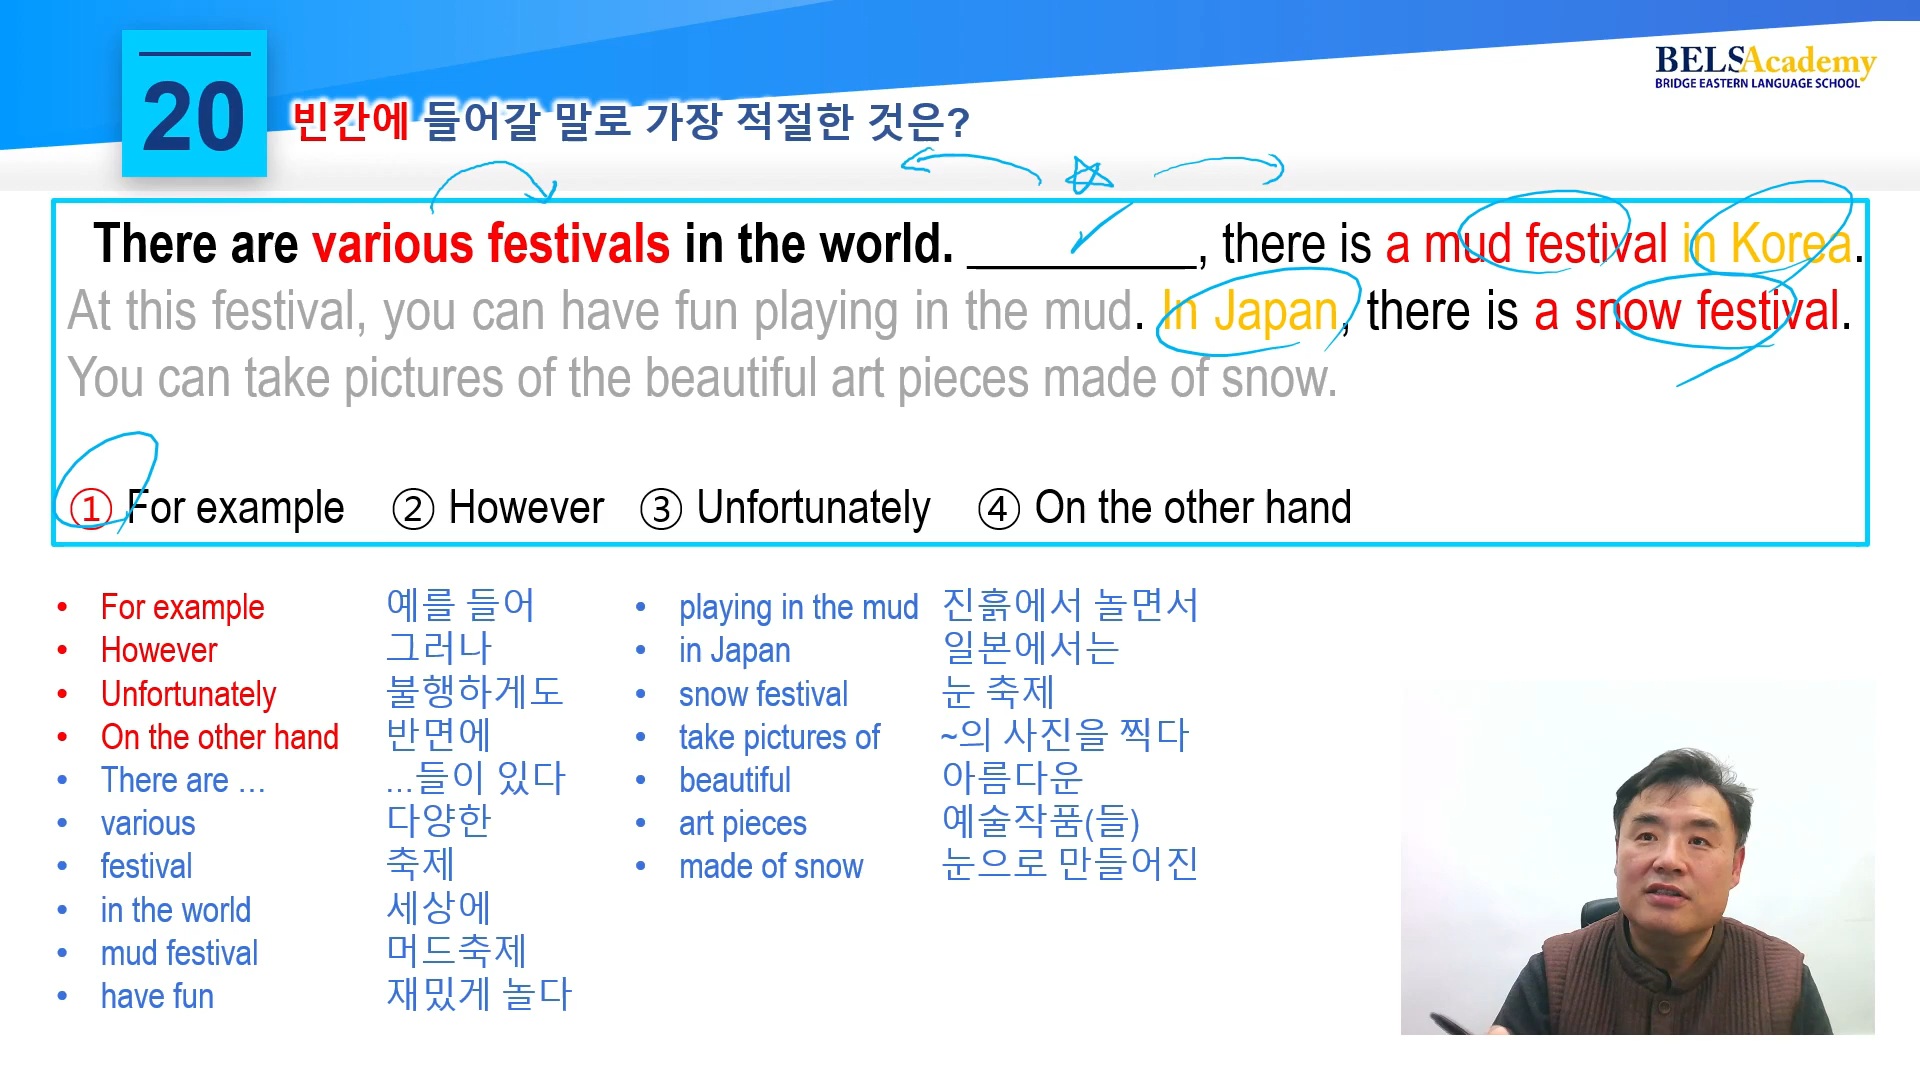 BELSAcademy
BRIDGE EASTERN LANGUAGE SCHOOL
20
빈칸에 들어갈 말로 가장 적절한 것은?
There are various festivals in the world. __________, there is a mud festival in Korea.
At this festival, you can have fun playing in the mud. In Japan, there is a snow festival.
You can take pictures of the beautiful art pieces made of snow.
① For example ② However ③ Unfortunately ④ On the other hand
• For example 예를 들어
• However 그러나
• Unfortunately 불행하게도
• On the other hand 반면에
• There are … …들이 있다
• various 다양한
• festival 축제
• in the world 세상에
• mud festival 머드축제
• have fun 재밌게 놀다
• playing in the mud 진흙에서 놀면서
• in Japan 일본에서는
• snow festival 눈 축제
• take pictures of ~의 사진을 찍다
• beautiful 아름다운
• art pieces 예술작품(들)
• made of snow 눈으로 만들어진